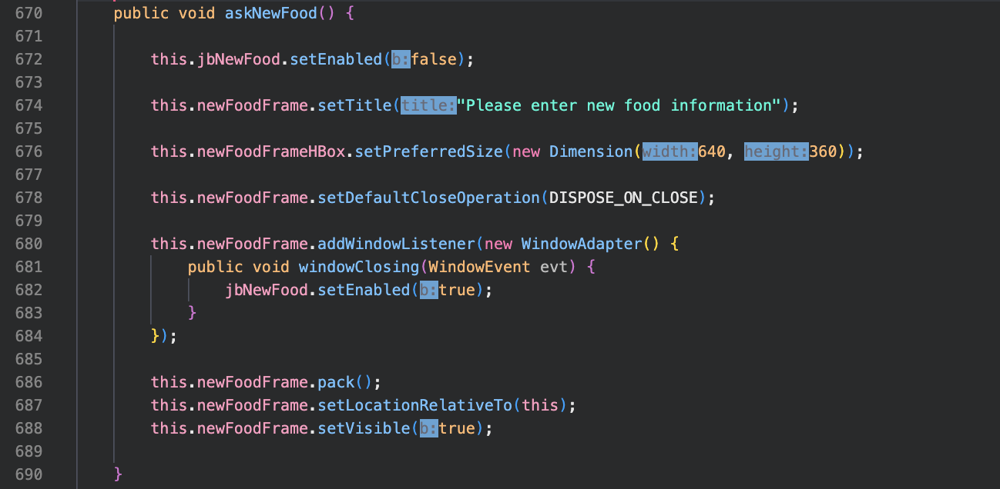 670 public void askNewFood() {
671
672 this.jbNewFood.setEnabled(b:false);
673
674 this.newFoodFrame.setTitle(title:"Please enter new food information");
675
676 this.newFoodFrameHBox.setPreferredSize(new Dimension(width:640, height:360));
677
678 this.newFoodFrame.setDefaultCloseOperation(DISPOSE_ON_CLOSE);
679
680 this.newFoodFrame.addWindowListener(new WindowAdapter() {
681 public void windowClosing(WindowEvent evt) {
682 jbNewFood.setEnabled(b:true);
683 }
684 });
685
686 this.newFoodFrame.pack();
687 this.newFoodFrame.setLocationRelativeTo(this);
688 this.newFoodFrame.setVisible(b:true);
689
690 }